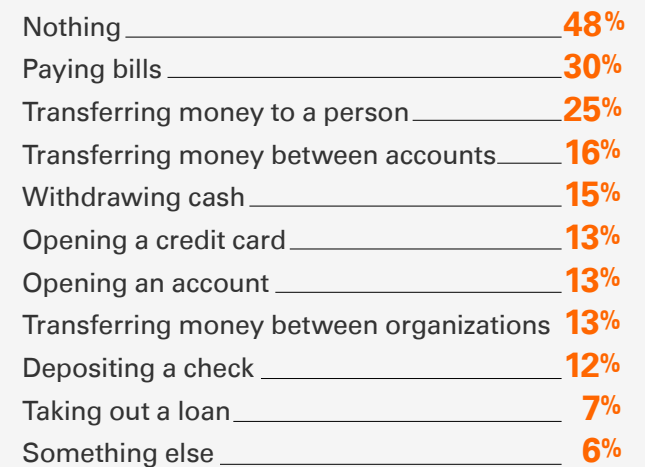 Nothing 48%
Paying bills 30%
Transferring money to a person 25%
Transferring money between accounts 16%
Withdrawing cash 15%
Opening a credit card 13%
Opening an account 13%
Transferring money between organizations 13%
Depositing a check 12%
Taking out a loan 7%
Something else 6%